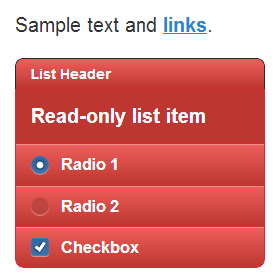 Sample text and links.
List Header
Read-only list item
Radio 1
Radio 2
Checkbox